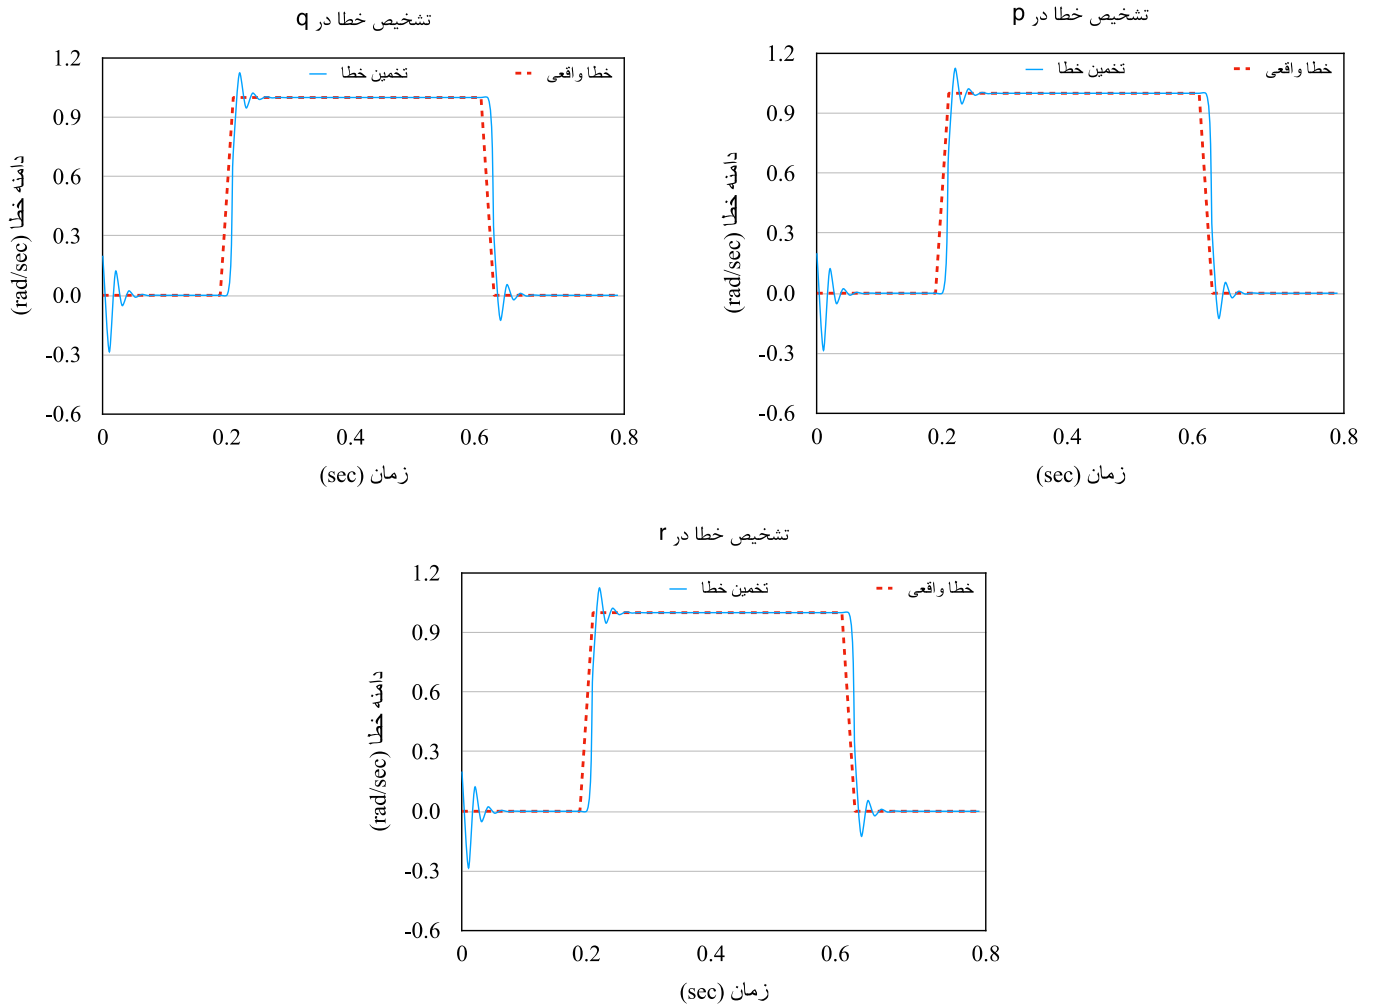 تشخیص خطا در q
1.2
0.9
0.6
0.3
0.0
-0.3
-0.6
0
0.2
0.4
0.6
0.8
تخمین خطا
خطا واقعی
دامنه خطا (rad/sec)
زمان (sec)
تشخیص خطا در p
1.2
0.9
0.6
0.3
0.0
-0.3
-0.6
0
0.2
0.4
0.6
0.8
تخمین خطا
خطا واقعی
دامنه خطا (rad/sec)
زمان (sec)
تشخیص خطا در r
1.2
0.9
0.6
0.3
0.0
-0.3
-0.6
0
0.2
0.4
0.6
0.8
تخمین خطا
خطا واقعی
دامنه خطا (rad/sec)
زمان (sec)